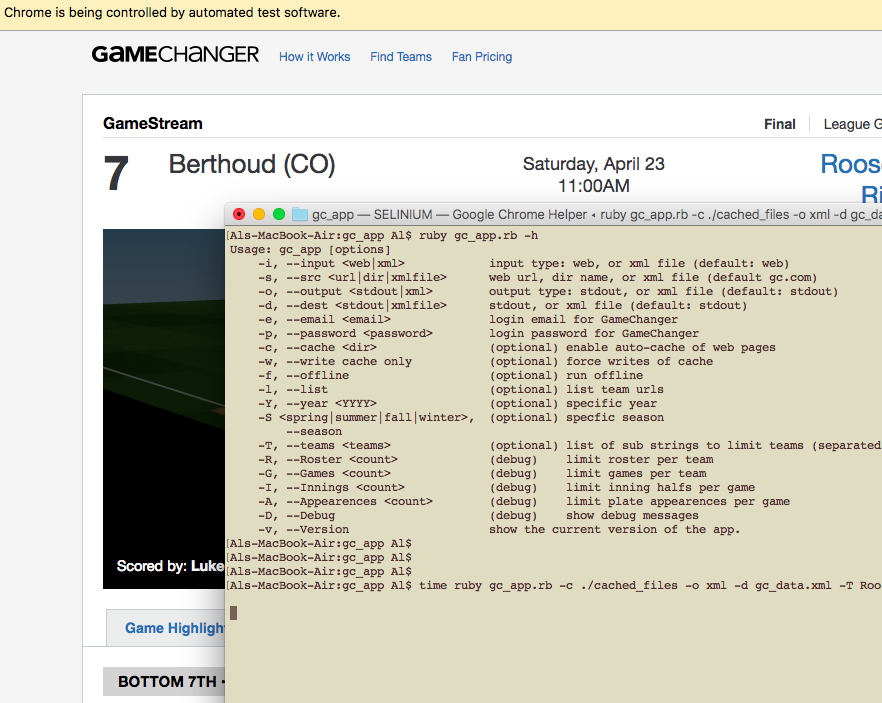 Chrome is being controlled by automated test software.
GAMECHANGER How it Works Find Teams Fan Pricing
GameStream Final League G
7 Berthoud (CO) Saturday, April 23 Roos
11:00AM Ri
gc_app — SELINIUM — Google Chrome Helper ◂ ruby gc_app.rb -c ./cached_files -o xml -d gc_da
[Als-MacBook-Air:gc_app Al$ ruby gc_app.rb -h
Usage: gc_app [options]
-i, --input <web|xml> input type: web, or xml file (default: web)
-s, --src <url|dir|xmlfile> web url, dir name, or xml file (default gc.com)
-o, --output <stdout|xml> output type: stdout, or xml file (default: stdout)
-d, --dest <stdout|xmlfile> stdout, or xml file (default: stdout)
-e, --email <email> login email for GameChanger
-p, --password <password> login password for GameChanger
-c, --cache <dir> (optional) enable auto-cache of web pages
-w, --write cache only (optional) force writes of cache
-f, --offline (optional) run offline
-l, --list (optional) list team urls
-Y, --year <YYYY> (optional) specific year
-S <spring|summer|fall|winter>, (optional) specfic season
--season
-T, --teams <teams> (optional) list of sub strings to limit teams (separated
-R, --Roster <count> (debug) limit roster per team
-G, --Games <count> (debug) limit games per team
-I, --Innings <count> (debug) limit inning halfs per game
-A, --Appearences <count> (debug) limit plate appearences per game
-D, --Debug (debug) show debug messages
-v, --Version show the current version of the app.
[Als-MacBook-Air:gc_app Al$
[Als-MacBook-Air:gc_app Al$
[Als-MacBook-Air:gc_app Al$
[Als-MacBook-Air:gc_app Al$ time ruby gc_app.rb -c ./cached_files -o xml -d gc_data.xml -T Roo
Scored by: Luke
Game Highligh
BOTTOM 7TH